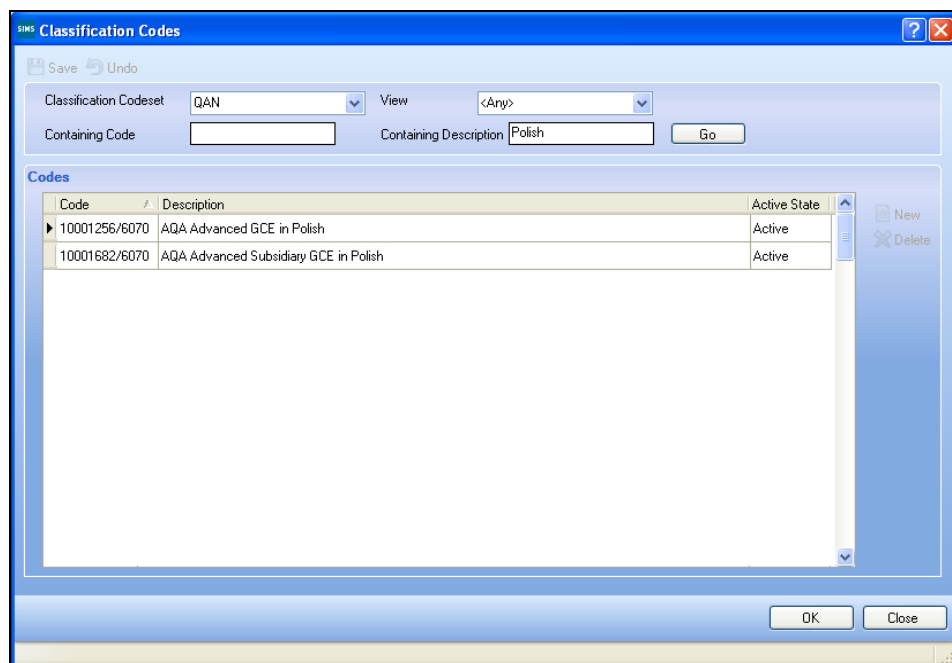 SIMS Classification Codes
Save Undo
Classification Codeset QAN View <Any>
Containing Code Containing Description Polish Go
Codes
Code Description Active State
10001256/6070 AQA Advanced GCE in Polish Active
New
10001682/6070 AQA Advanced Subsidiary GCE in Polish Active
Delete
OK Close